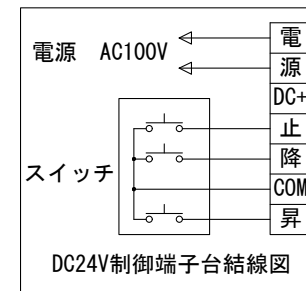 電源 AC100V
スイッチ
電
源
DC+
止
降
COM
昇
DC24V制御端子台結線図